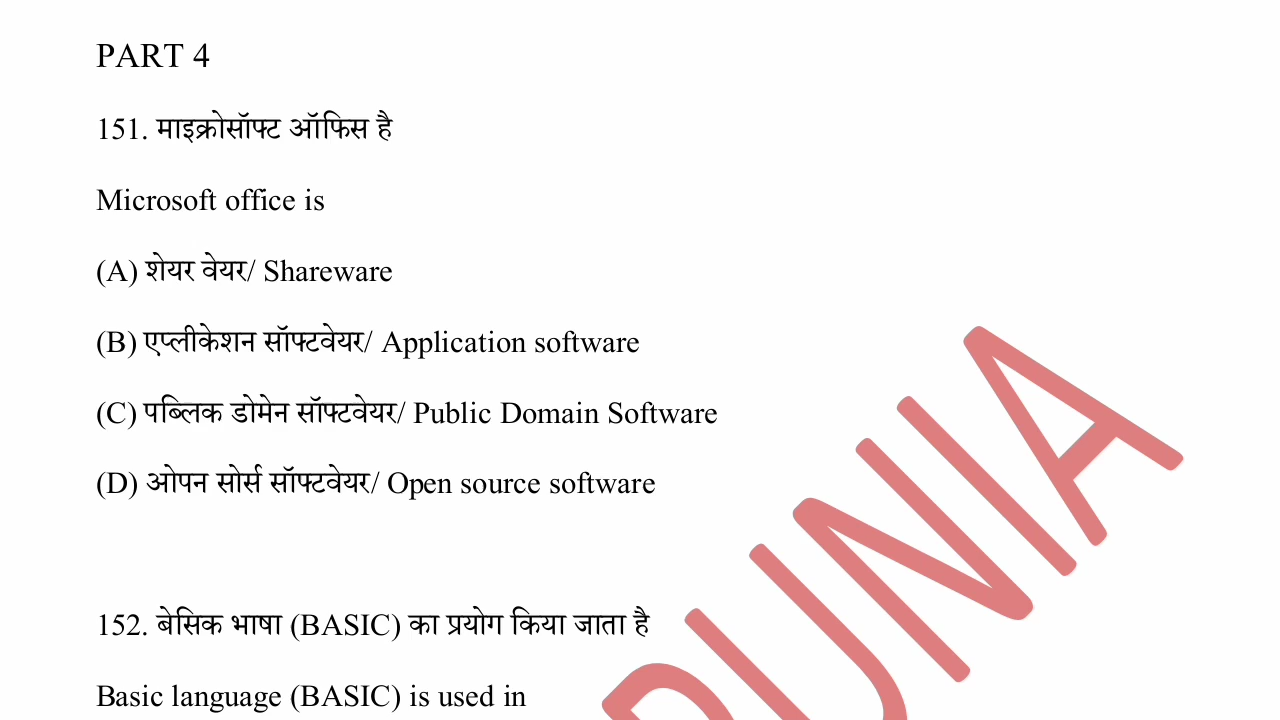 PART 4
151. माइक्रोसॉफ्ट ऑफिस है
Microsoft office is
(A) शेयर वेयर/ Shareware
(B) एप्लीकेशन सॉफ्टवेयर/ Application software
(C) पब्लिक डोमेन सॉफ्टवेयर/ Public Domain Software
(D) ओपन सोर्स सॉफ्टवेयर/ Open source software
152. बेसिक भाषा (BASIC) का प्रयोग किया जाता है
Basic language (BASIC) is used in
PUNIA